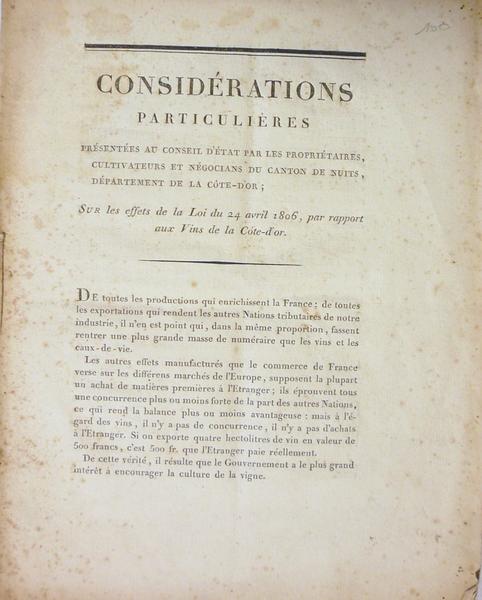 CONSIDÉRATIONS
PARTICULIÈRES
PRÉSENTÉES AU CONSEIL D'ÉTAT PAR LES PROPRIÉTAIRES,
CULTIVATEURS ET NÉGOCIANS DU CANTON DE NUITS,
DÉPARTEMENT DE LA CÔTE-D'OR ;
SUR les effets de la Loi du 24 avril 1806, par rapport
aux Vins de la Côte-d'or.
DE toutes les productions qui enrichissent la France ; de toutes
les exportations qui rendent les autres Nations tributaires de notre
industrie, il n'en est point qui, dans la même proportion, fassent
rentrer une plus grande masse de numéraire que les vins et les
eaux-de-vie.
Les autres effets manufacturés que le commerce de France
verse sur les différens marchés de l'Europe, supposent la plupart
un achat de matières premières à l'Etranger ; ils éprouvent tous
une concurrence plus ou moins forte de la part des autres Nations,
ce qui rend la balance plus ou moins avantageuse : mais à l'é-
gard des vins, il n'y a pas de concurrence, il n'y a pas d'achats
à l'Etranger. Si on exporte quatre hectolitres de vin en valeur de
500 francs, c'est 500 fr. que l'Etranger paie réellement.
De cette vérité, il résulte que le Gouvernement a le plus grand
intérêt à encourager la culture de la vigne.